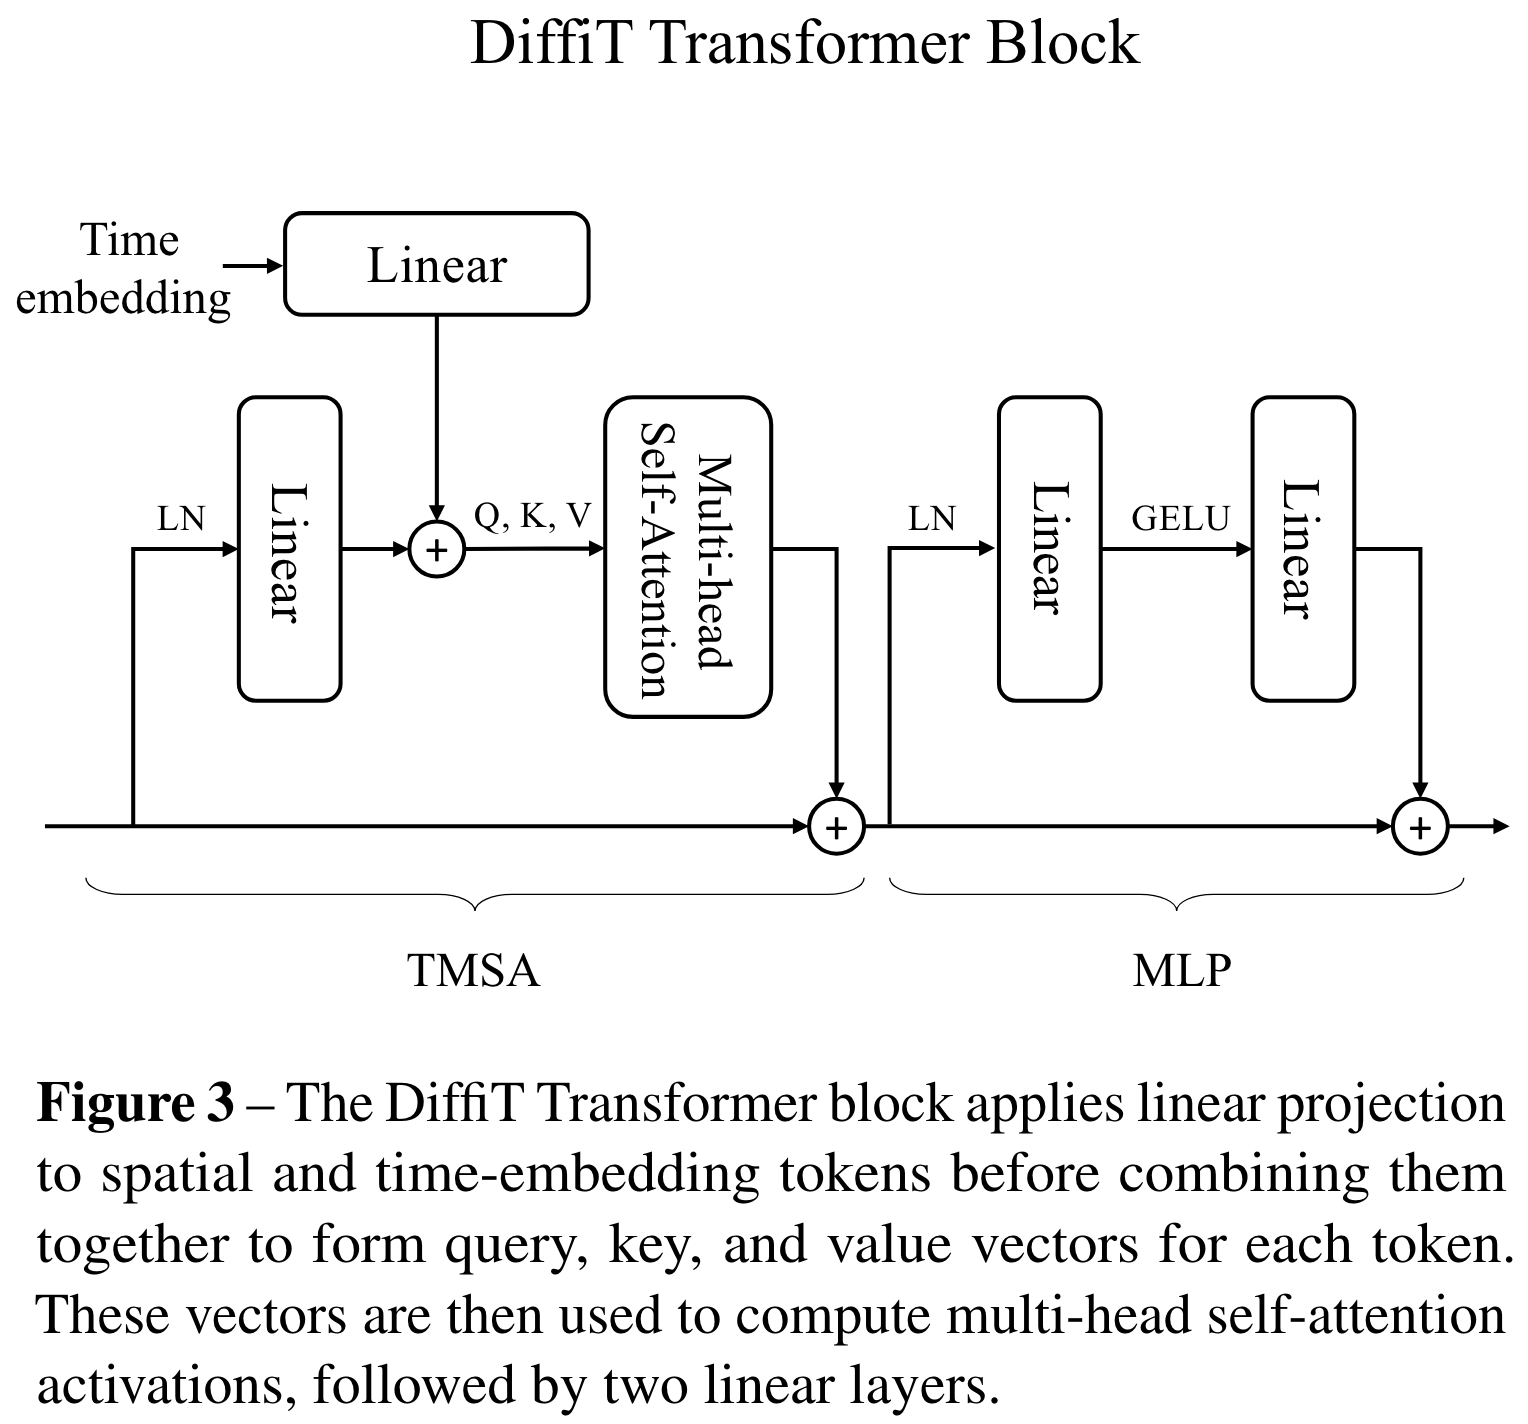 DiffiT Transformer Block
Time
embedding
Linear
LN
Linear
+
Q, K, V
Multi-head
Self-Attention
LN
Linear
GELU
Linear
+
+
TMSA
MLP
Figure 3 – The DiffiT Transformer block applies linear projection
to spatial and time-embedding tokens before combining them
together to form query, key, and value vectors for each token.
These vectors are then used to compute multi-head self-attention
activations, followed by two linear layers.